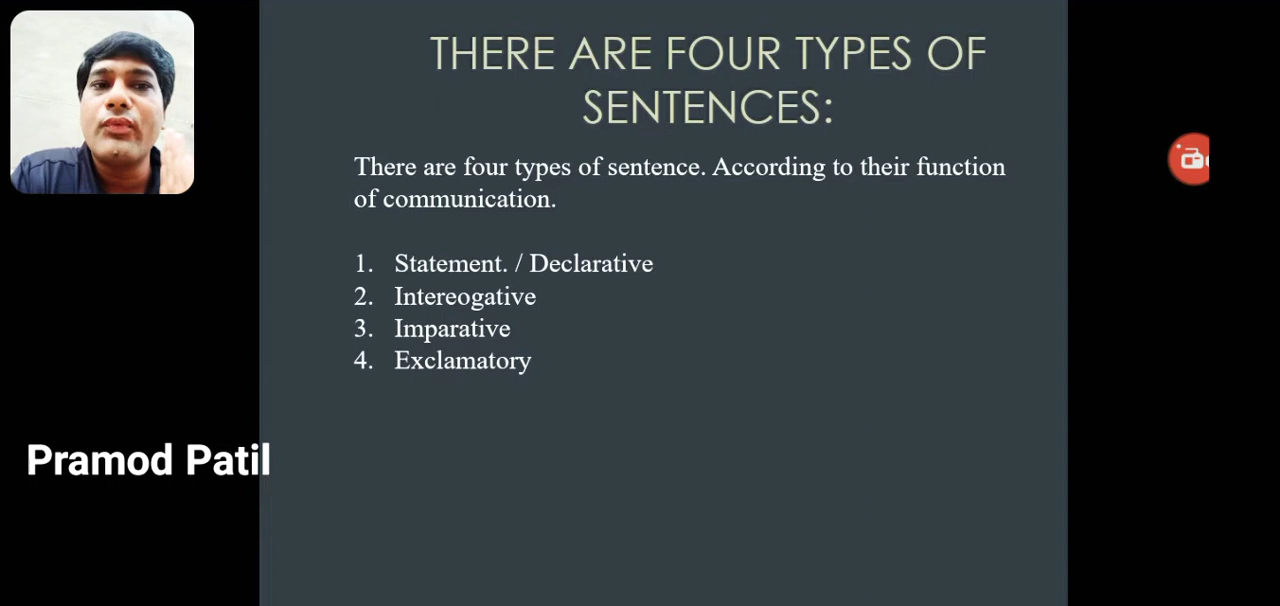 THERE ARE FOUR TYPES OF
SENTENCES:
There are four types of sentence. According to their function
of communication.
1. Statement. / Declarative
2. Intereogative
3. Imparative
4. Exclamatory
Pramod Patil